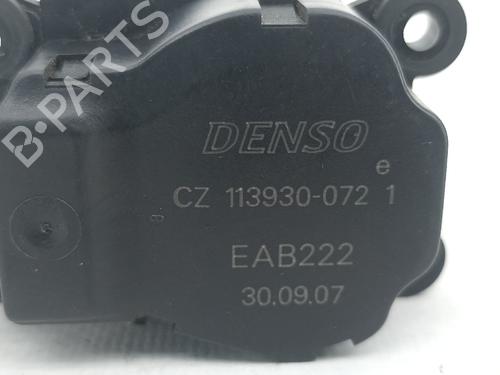 B-PARTS
DENSO
e
CZ 113930-072 1
EAB222
30.09.07